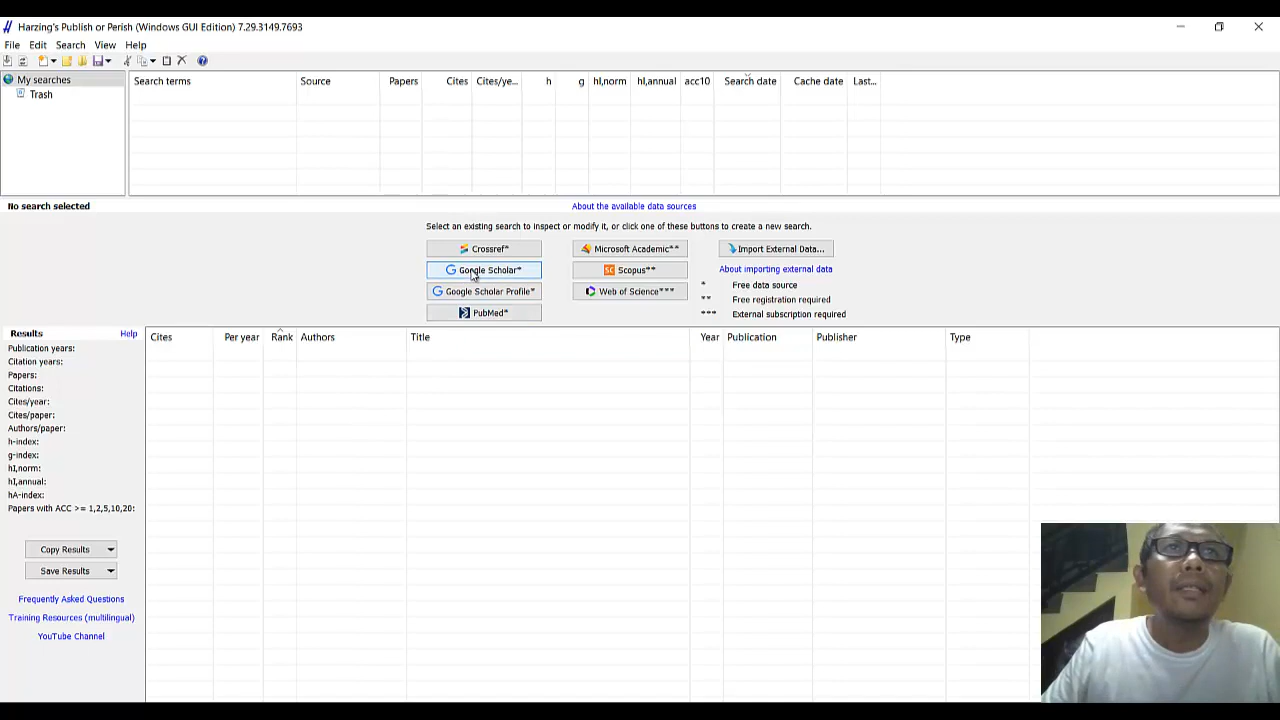 Harzing's Publish or Perish (Windows GUI Edition) 7.29.3149.7693
File Edit Search View Help
My searches
Trash
Search terms Source Papers Cites Cites/ye... h g hI,norm hI,annual acc10 Search date Cache date Last...
No search selected
About the available data sources
Select an existing search to inspect or modify it, or click one of these buttons to create a new search.
Crossref* Microsoft Academic** Import External Data...
Google Scholar* Scopus** About importing external data
Google Scholar Profile* Web of Science***
PubMed*
* Free data source
** Free registration required
*** External subscription required
Results Help
Publication years:
Citation years:
Papers:
Citations:
Cites/year:
Cites/paper:
Authors/paper:
h-index:
g-index:
hI,norm:
hI,annual:
hA-index:
Papers with ACC >= 1,2,5,10,20:
Copy Results
Save Results
Frequently Asked Questions
Training Resources (multilingual)
YouTube Channel
Cites Per year Rank Authors Title Year Publication Publisher Type